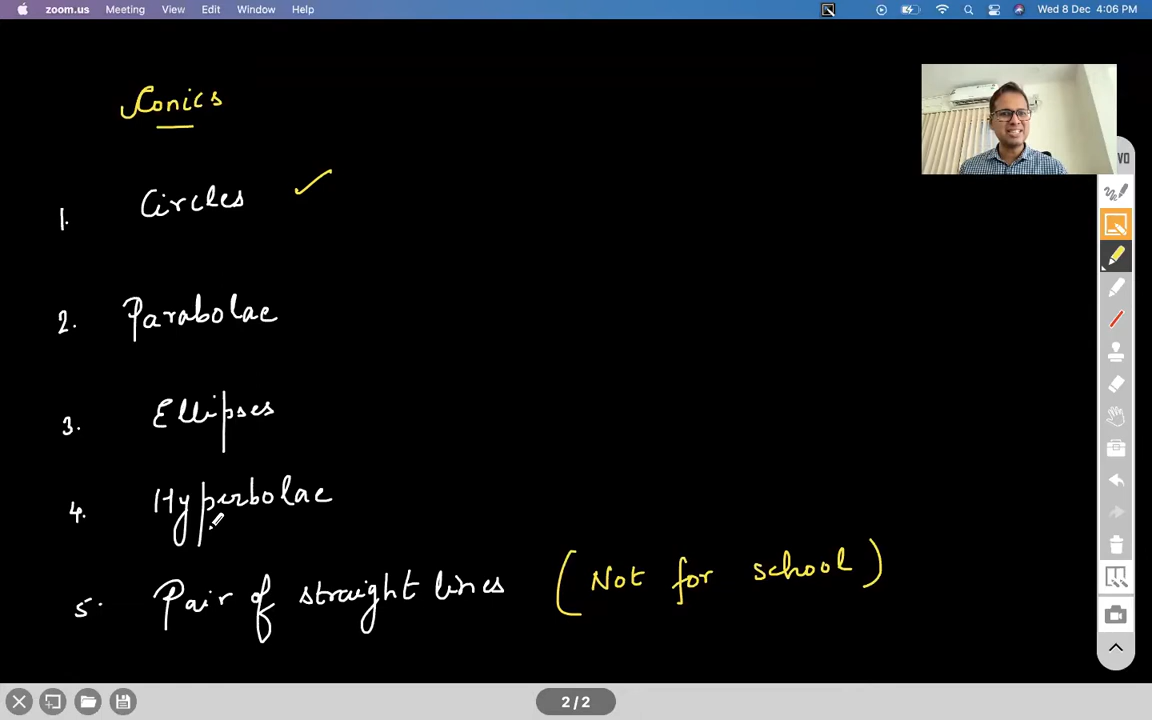 zoom.us Meeting View Edit Window Help Wed 8 Dec 4:06 PM
Conics
1. Circles ✓
2. Parabolae
3. Ellipses
4. Hyperbolae
5. Pair of straight lines (Not for school)
2/2